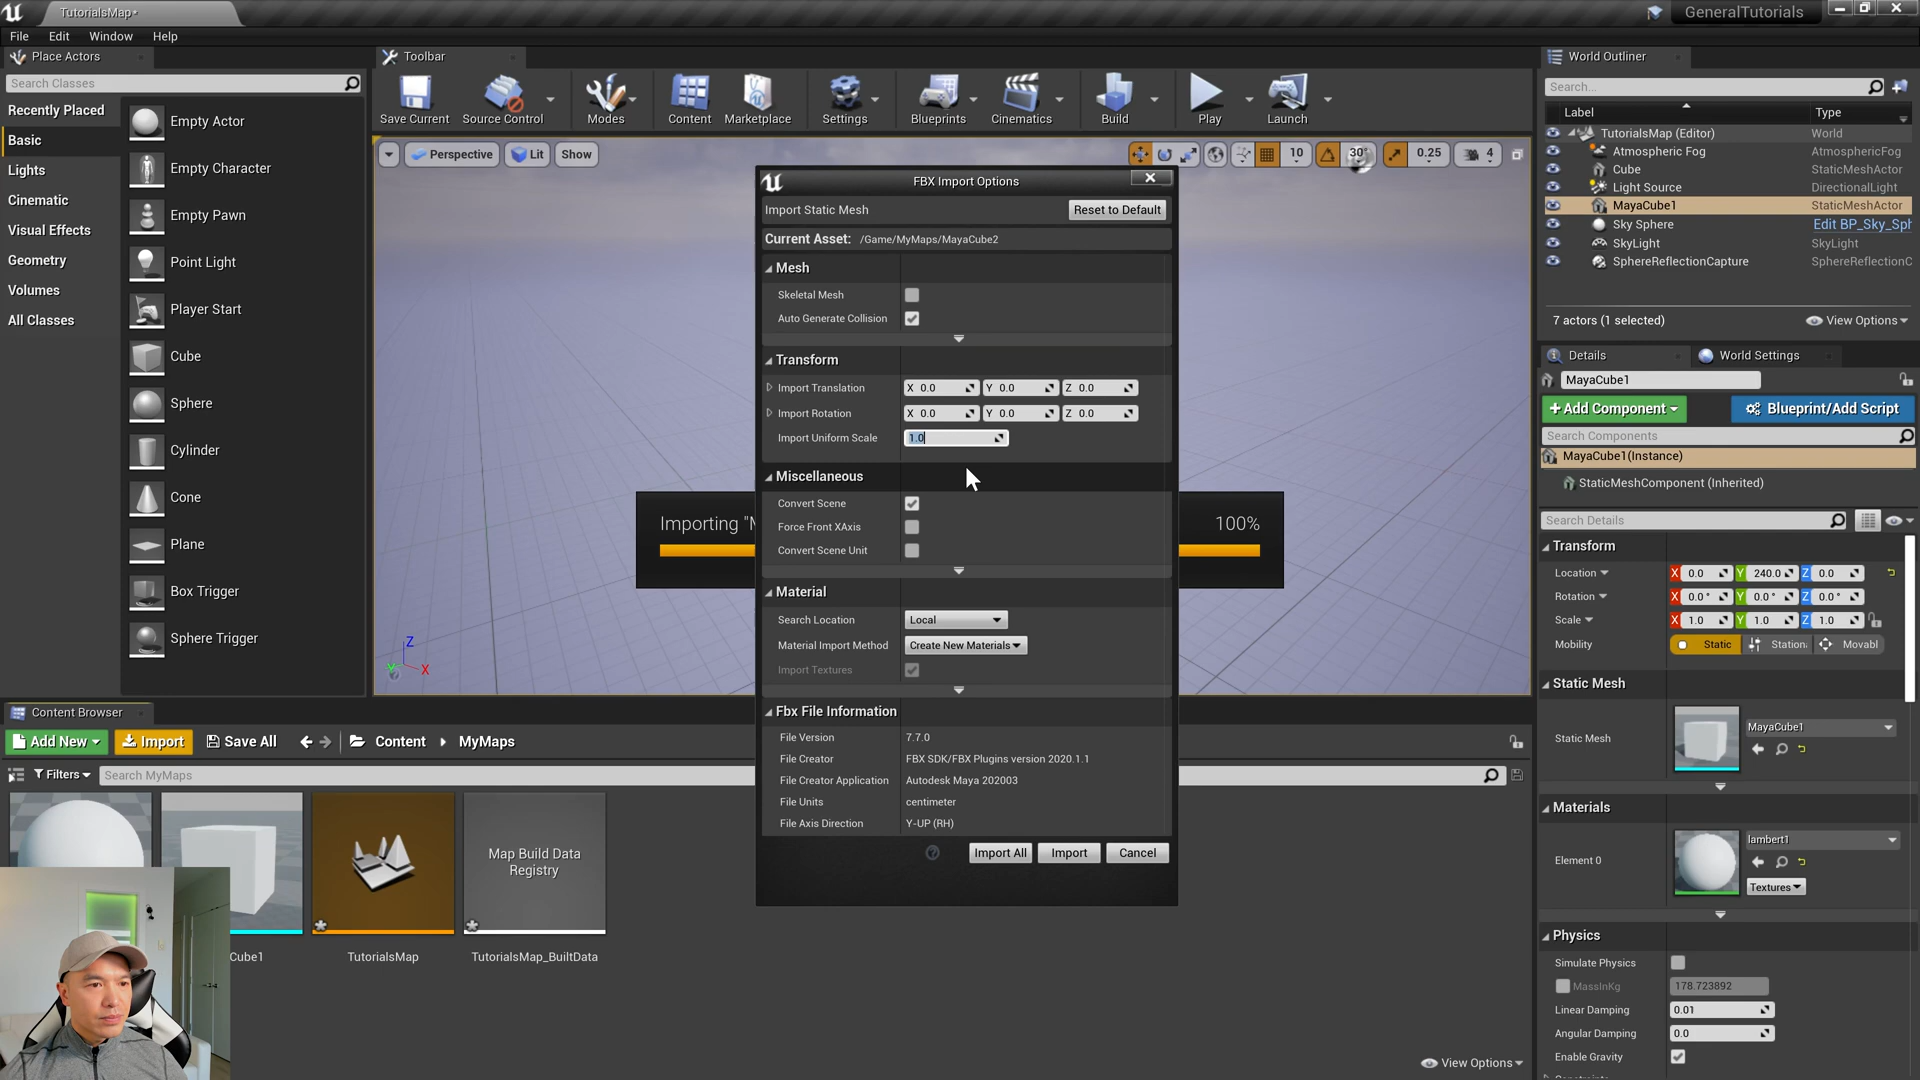 TutorialsMap•
GeneralTutorials
File Edit Window Help
Place Actors
Search Classes
Recently Placed
Basic
Lights
Cinematic
Visual Effects
Geometry
Volumes
All Classes
Empty Actor
Empty Character
Empty Pawn
Point Light
Player Start
Cube
Sphere
Cylinder
Cone
Plane
Box Trigger
Sphere Trigger
Toolbar
Save Current Source Control Modes Content Marketplace Settings Blueprints Cinematics Build Play Launch
Perspective Lit Show 10 30° 0.25 4
Z
X
Importing "M
100%
FBX Import Options
Import Static Mesh Reset to Default
Current Asset: /Game/MyMaps/MayaCube2
Mesh
Skeletal Mesh
Auto Generate Collision
Transform
Import Translation X 0.0 Y 0.0 Z 0.0
Import Rotation X 0.0 Y 0.0 Z 0.0
Import Uniform Scale 1.0
Miscellaneous
Convert Scene
Force Front XAxis
Convert Scene Unit
Material
Search Location Local
Material Import Method Create New Materials
Import Textures
Fbx File Information
File Version 7.7.0
File Creator FBX SDK/FBX Plugins version 2020.1.1
File Creator Application Autodesk Maya 202003
File Units centimeter
File Axis Direction Y-UP (RH)
Import All Import Cancel
World Outliner
Search...
Label Type
TutorialsMap (Editor) World
Atmospheric Fog AtmosphericFog
Cube StaticMeshActor
Light Source DirectionalLight
MayaCube1 StaticMeshActor
Sky Sphere Edit BP_Sky_Sph
SkyLight SkyLight
SphereReflectionCapture SphereReflectionC
7 actors (1 selected) View Options
Details World Settings
MayaCube1
+Add Component Blueprint/Add Script
Search Components
MayaCube1(Instance)
StaticMeshComponent (Inherited)
Search Details
Transform
Location X 0.0 Y 240.0 Z 0.0
Rotation X 0.0 ° Y 0.0 ° Z 0.0 °
Scale X 1.0 Y 1.0 Z 1.0
Mobility Static Station Movabl
Static Mesh
Static Mesh MayaCube1
Materials
Element 0 lambert1
Textures
Physics
Simulate Physics
MassInKg 178.723892
Linear Damping 0.01
Angular Damping 0.0
Enable Gravity
Content Browser
Add New Import Save All Content MyMaps
Filters Search MyMaps
Map Build Data
Registry
Cube1 TutorialsMap TutorialsMap_BuiltData
View Options